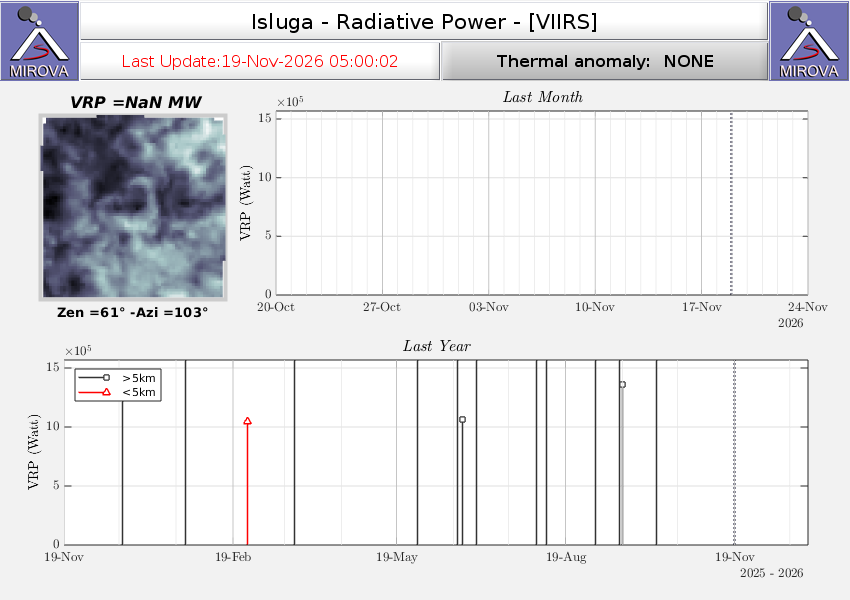 Isluga - Radiative Power - [VIIRS]
MIROVA
Last Update:19-Nov-2026 05:00:02
Thermal anomaly: NONE
MIROVA
VRP =NaN MW
Zen =61° -Azi =103°
Last Month
×10⁵
VRP (Watt)
15
10
5
0
20-Oct
27-Oct
03-Nov
10-Nov
17-Nov
24-Nov
2026
Last Year
×10⁵
VRP (Watt)
15
10
5
0
>5km
<5km
19-Nov
19-Feb
19-May
19-Aug
19-Nov
2025 - 2026